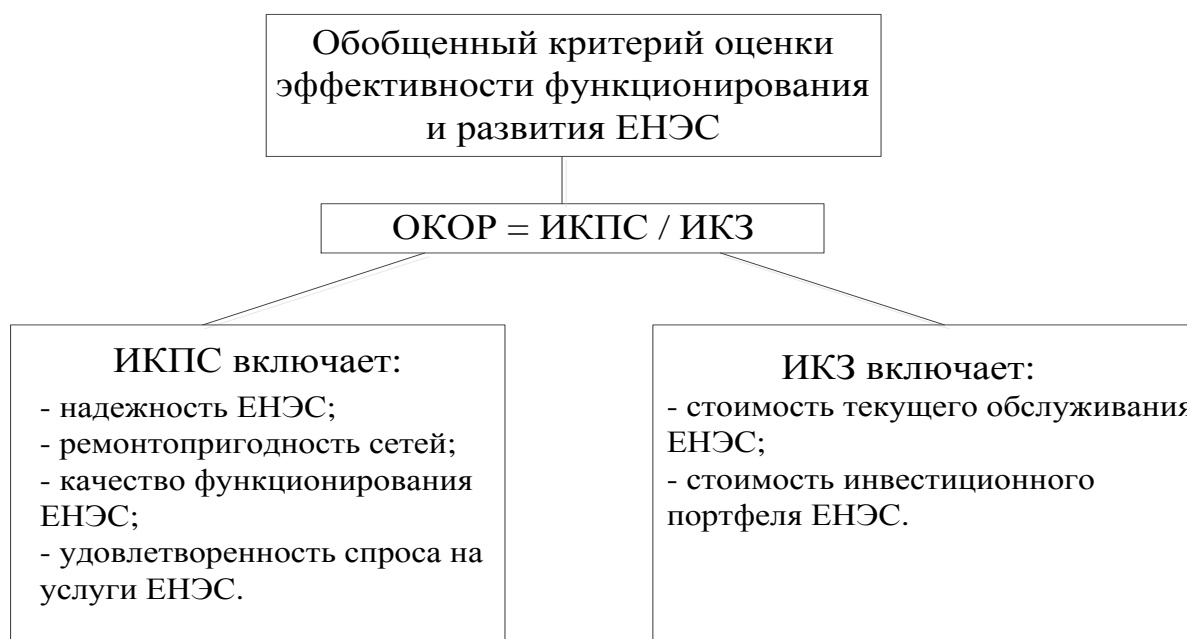 Обобщенный критерий оценки
эффективности функционирования
и развития ЕНЭС
ОКОР = ИКПС / ИКЗ
ИКПС включает:
- надежность ЕНЭС;
- ремонтопригодность сетей;
- качество функционирования
ЕНЭС;
- удовлетворенность спроса на
услуги ЕНЭС.
ИКЗ включает:
- стоимость текущего обслуживания
ЕНЭС;
- стоимость инвестиционного
портфеля ЕНЭС.